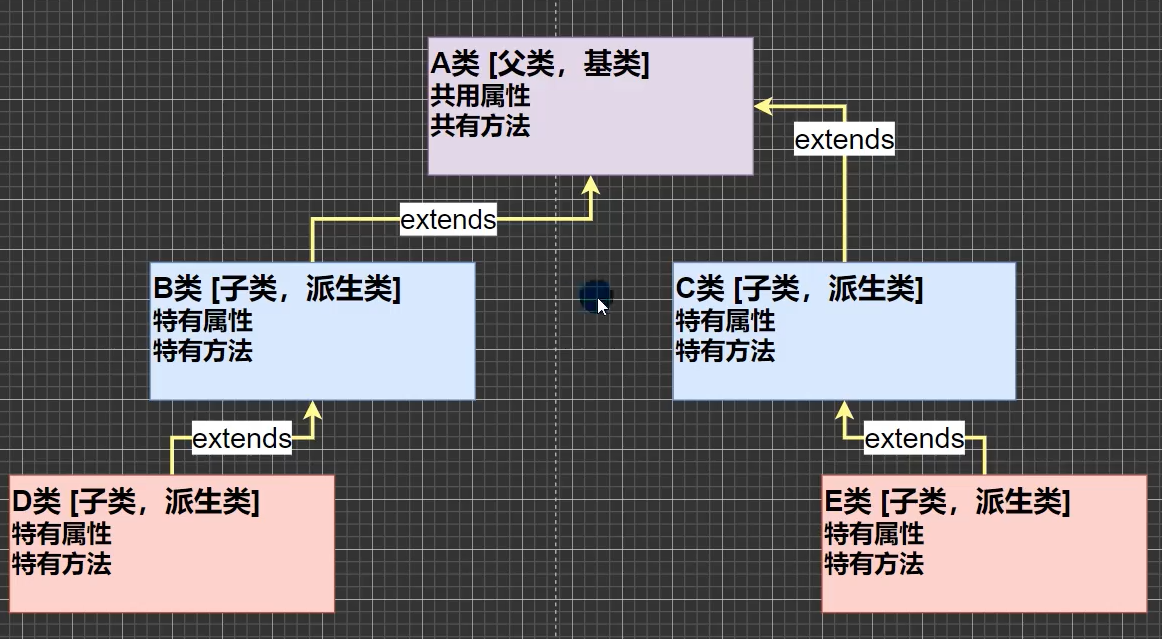 A类 [父类，基类]
共用属性
共有方法
extends
extends
B类 [子类，派生类]
特有属性
特有方法
C类 [子类，派生类]
特有属性
特有方法
extends
extends
D类 [子类，派生类]
特有属性
特有方法
E类 [子类，派生类]
特有属性
特有方法